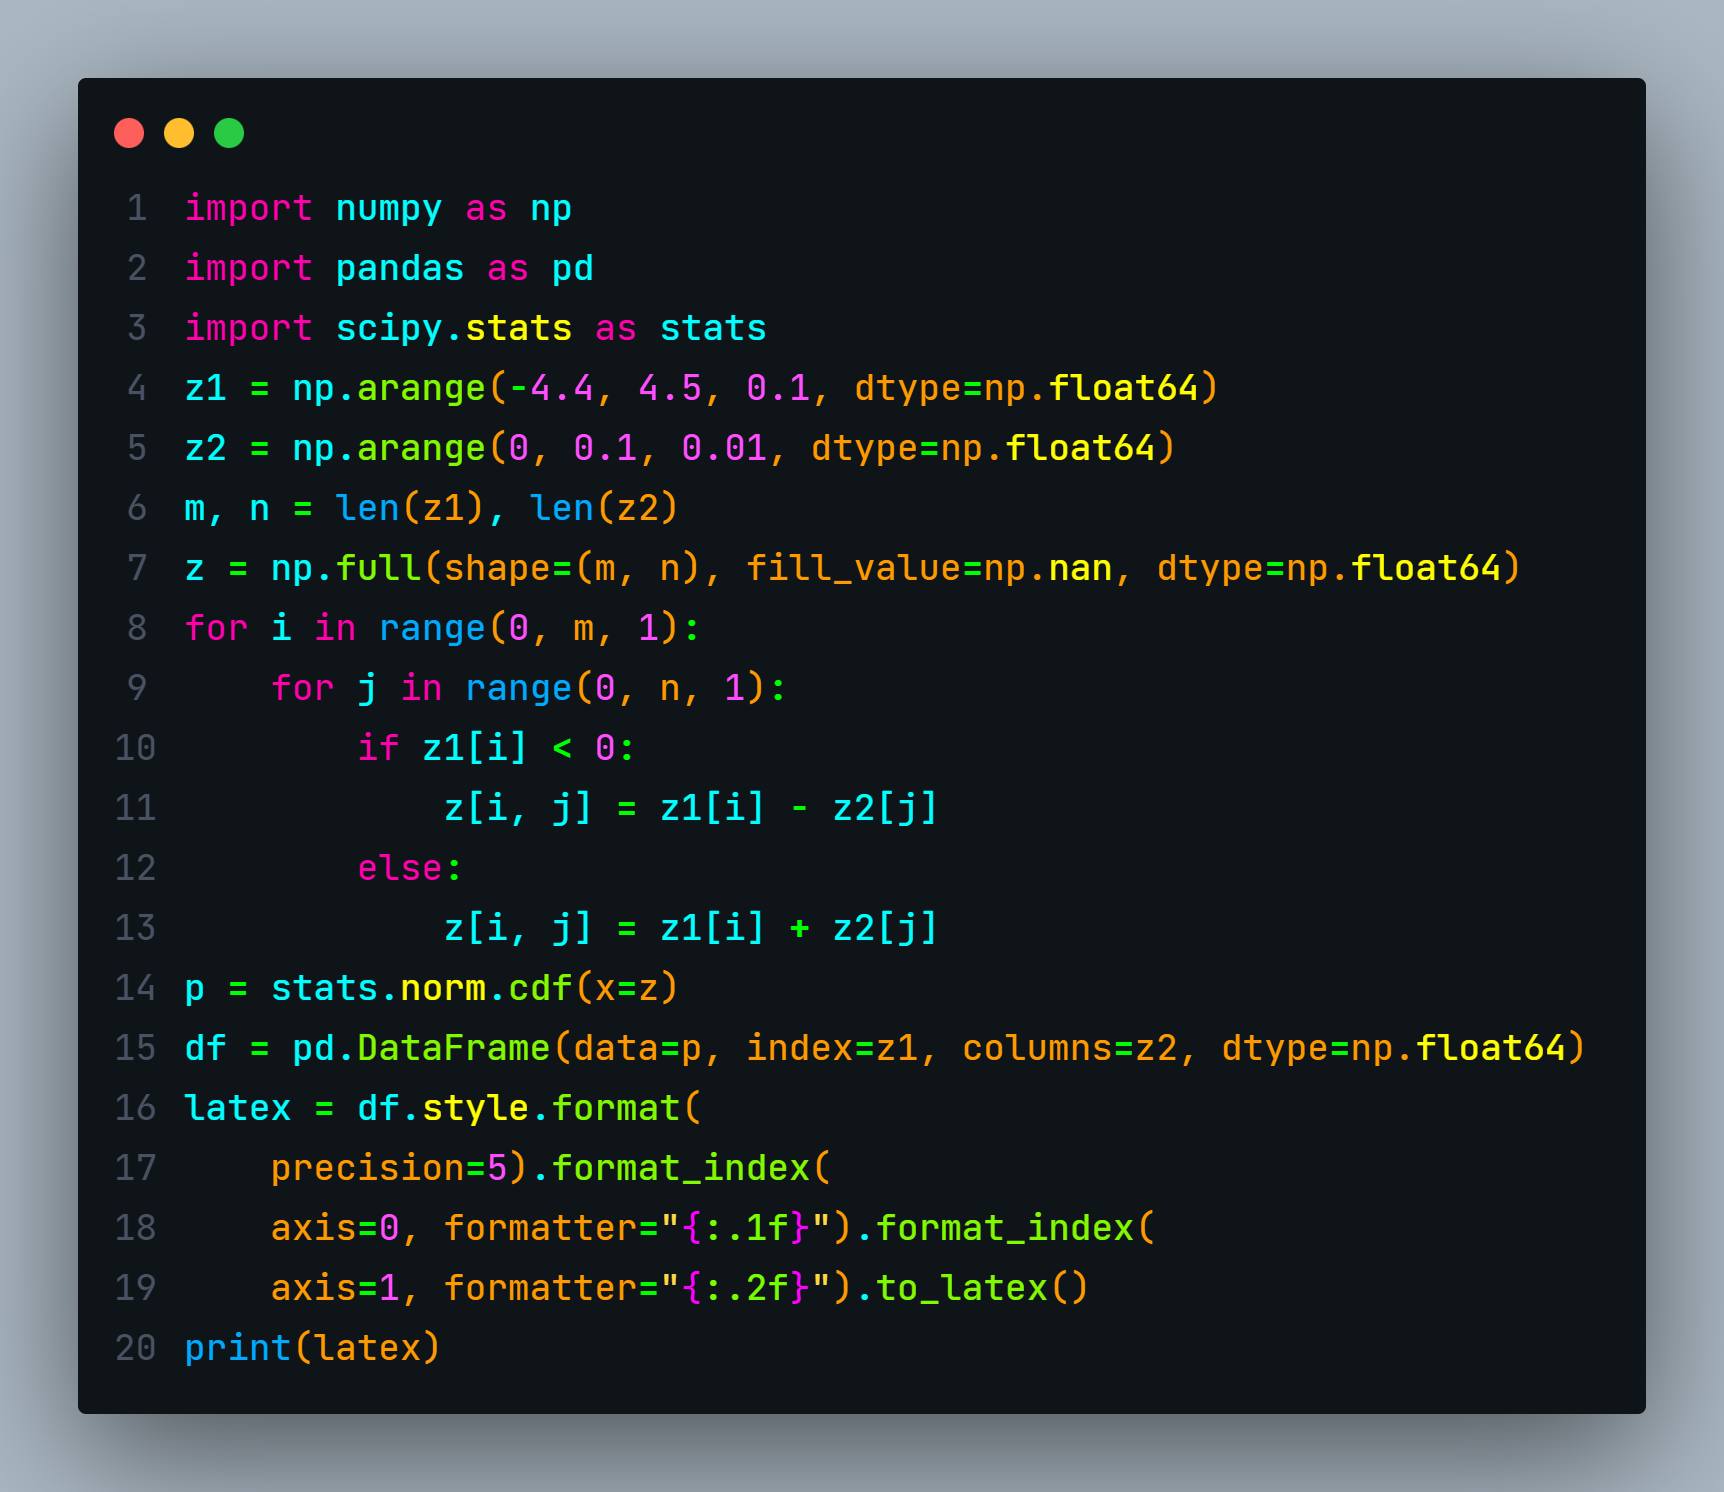 1 import numpy as np
2 import pandas as pd
3 import scipy.stats as stats
4 z1 = np.arange(-4.4, 4.5, 0.1, dtype=np.float64)
5 z2 = np.arange(0, 0.1, 0.01, dtype=np.float64)
6 m, n = len(z1), len(z2)
7 z = np.full(shape=(m, n), fill_value=np.nan, dtype=np.float64)
8 for i in range(0, m, 1):
9     for j in range(0, n, 1):
10         if z1[i] < 0:
11             z[i, j] = z1[i] - z2[j]
12         else:
13             z[i, j] = z1[i] + z2[j]
14 p = stats.norm.cdf(x=z)
15 df = pd.DataFrame(data=p, index=z1, columns=z2, dtype=np.float64)
16 latex = df.style.format(
17     precision=5).format_index(
18     axis=0, formatter="{:.1f}").format_index(
19     axis=1, formatter="{:.2f}").to_latex()
20 print(latex)